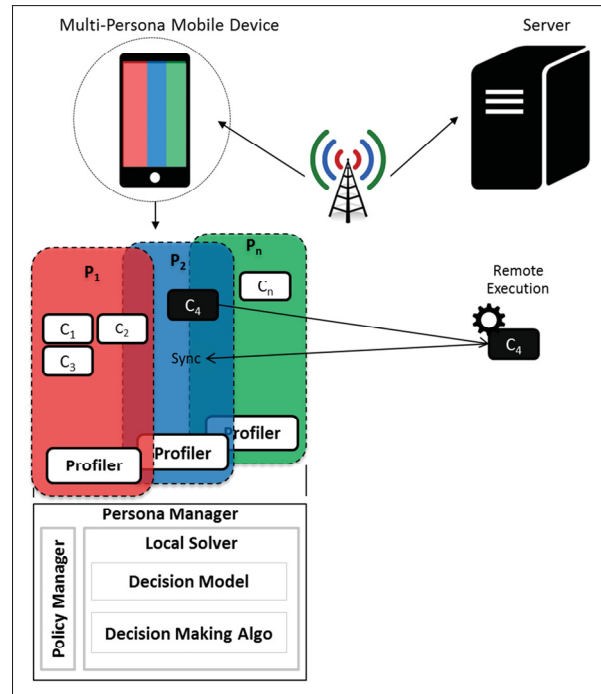 Multi-Persona Mobile Device
Server
P1
P2
Pn
C1
C2
C3
C4
Cn
Sync
Remote
Execution
C4
Profiler
Profiler
Profiler
Persona Manager
Policy Manager
Local Solver
Decision Model
Decision Making Algo